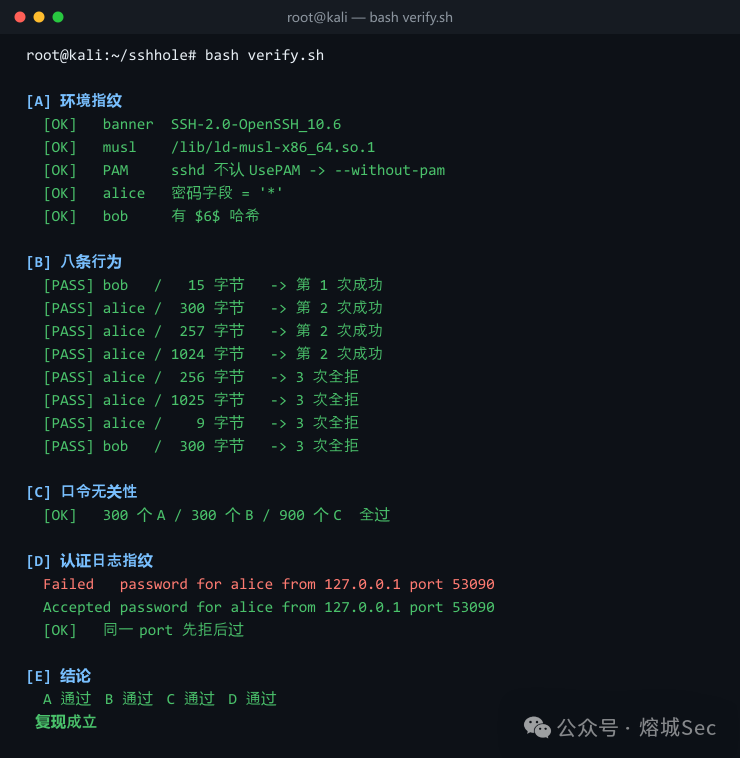 root@kali — bash verify.sh
root@kali:~/sshhole# bash verify.sh
[A] 环境指纹
[OK] banner SSH-2.0-OpenSSH_10.6
[OK] musl /lib/ld-musl-x86_64.so.1
[OK] PAM sshd 不认 UsePAM -> --without-pam
[OK] alice 密码字段 = '*'
[OK] bob 有 $6$ 哈希
[B] 八条行为
[PASS] bob / 15 字节 -> 第 1 次成功
[PASS] alice / 300 字节 -> 第 2 次成功
[PASS] alice / 257 字节 -> 第 2 次成功
[PASS] alice / 1024 字节 -> 第 2 次成功
[PASS] alice / 256 字节 -> 3 次全拒
[PASS] alice / 1025 字节 -> 3 次全拒
[PASS] alice / 9 字节 -> 3 次全拒
[PASS] bob / 300 字节 -> 3 次全拒
[C] 口令无关性
[OK] 300 个 A / 300 个 B / 900 个 C 全过
[D] 认证日志指纹
Failed password for alice from 127.0.0.1 port 53090
Accepted password for alice from 127.0.0.1 port 53090
[OK] 同一 port 先拒后过
[E] 结论
A 通过 B 通过 C 通过 D 通过
复现成立
公众号 · 熔城Sec